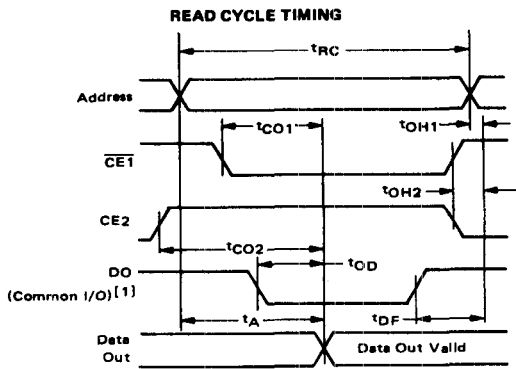 READ CYCLE TIMING
tRC
Address
tCO1
tOH1
CE1
tOH2
CE2
tCO2
DO
(Common I/O)[1]
tOD
tA
tDF
Data
Out
Data Out Valid